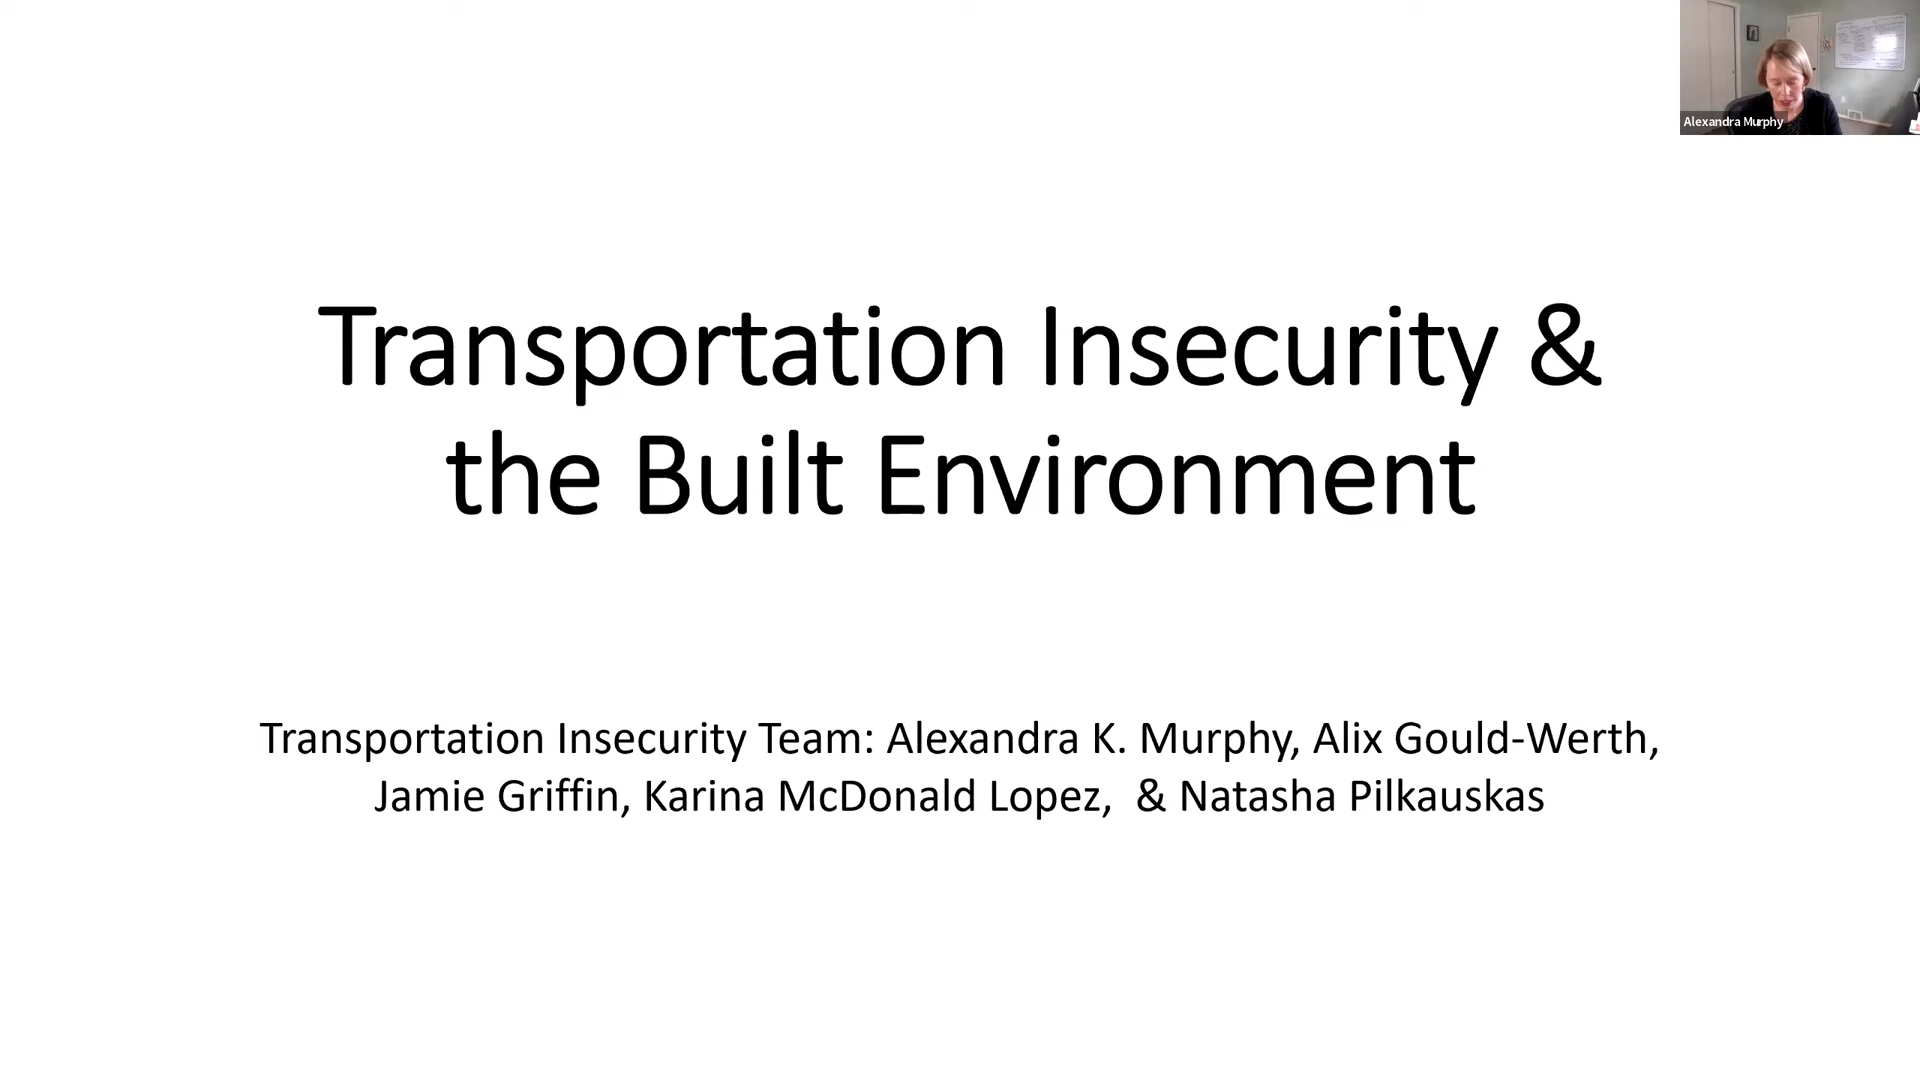 Alexandra Murphy
Transportation Insecurity &
the Built Environment
Transportation Insecurity Team: Alexandra K. Murphy, Alix Gould-Werth,
Jamie Griffin, Karina McDonald Lopez, & Natasha Pilkauskas